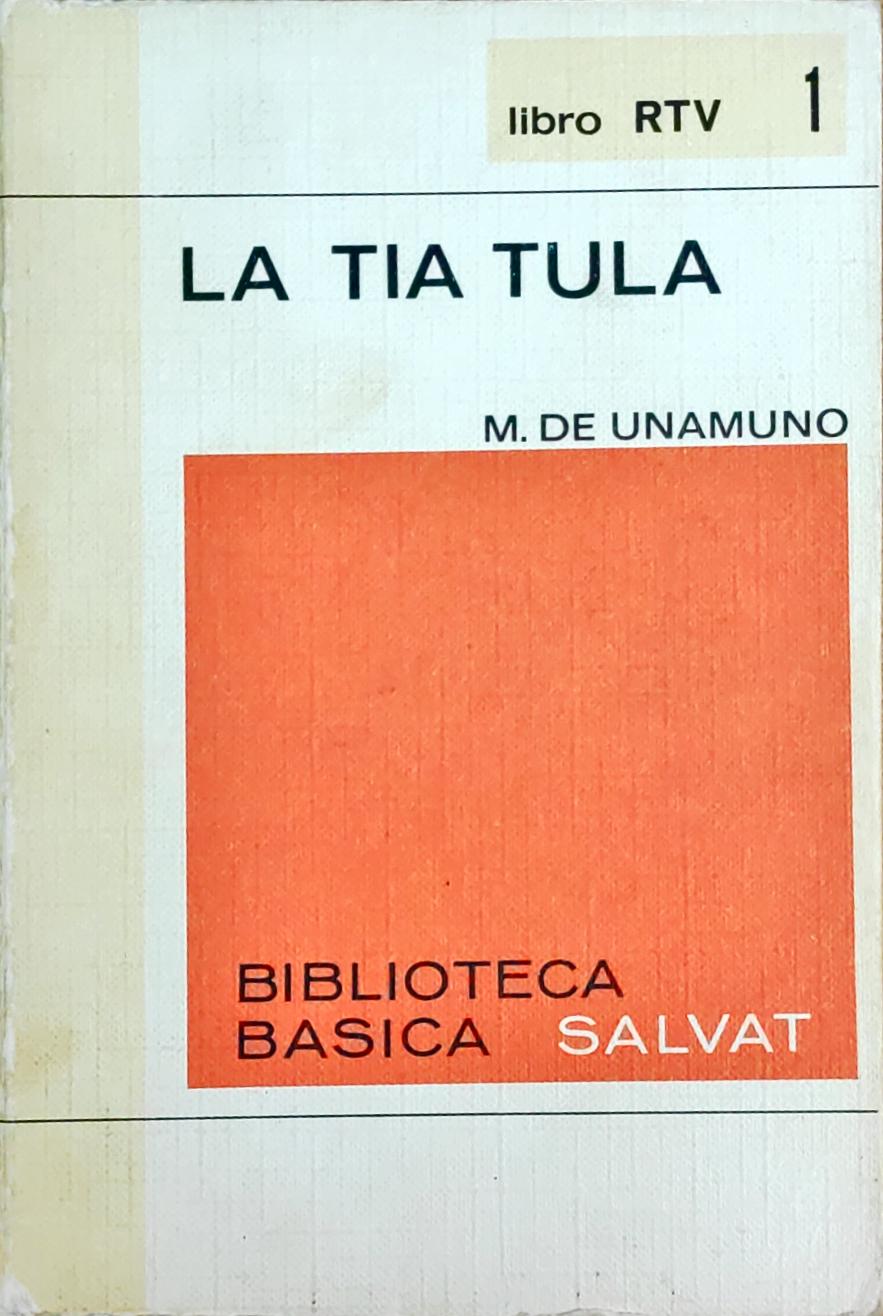 libro RTV 1
LA TIA TULA
M. DE UNAMUNO
BIBLIOTECA
BASICA SALVAT